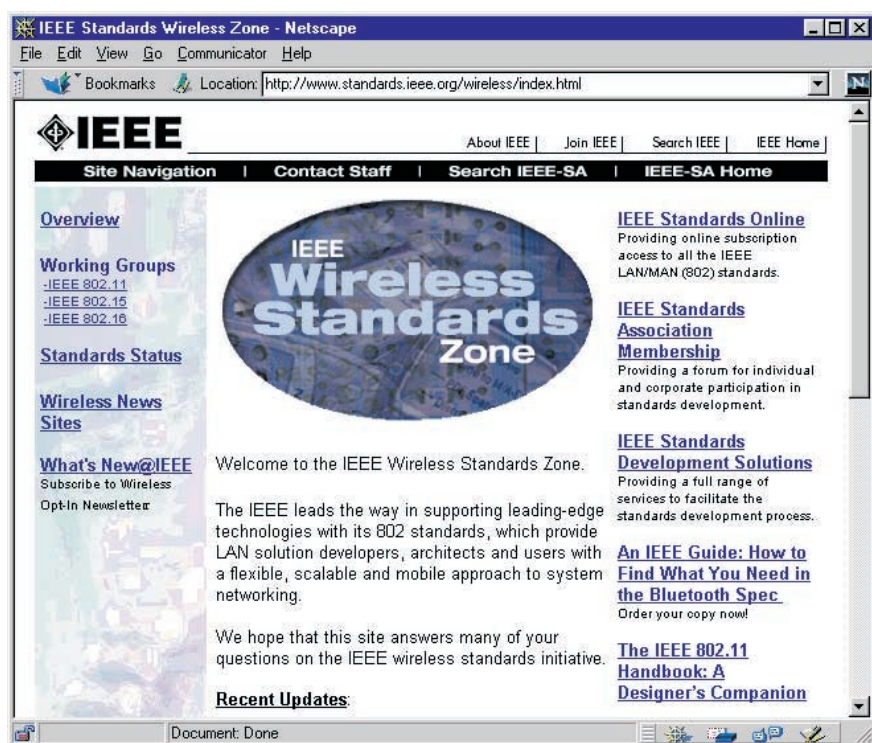 IEEE Standards Wireless Zone - Netscape
File Edit View Go Communicator Help
Bookmarks Location: http://www.standards.ieee.org/wireless/index.html N
IEEE
About IEEE | Join IEEE | Search IEEE | IEEE Home |
Site Navigation | Contact Staff | Search IEEE-SA | IEEE-SA Home
Overview
Working Groups
-IEEE 802.11
-IEEE 802.15
-IEEE 802.16
Standards Status
Wireless News
Sites
What's New@IEEE
Subscribe to Wireless
Opt-In Newsletter
IEEE
Wireless
Standards
Zone
Welcome to the IEEE Wireless Standards Zone.
The IEEE leads the way in supporting leading-edge
technologies with its 802 standards, which provide
LAN solution developers, architects and users with
a flexible, scalable and mobile approach to system
networking.
We hope that this site answers many of your
questions on the IEEE wireless standards initiative.
Recent Updates:
IEEE Standards Online
Providing online subscription
access to all the IEEE
LAN/MAN (802) standards.
IEEE Standards
Association
Membership
Providing a forum for individual
and corporate participation in
standards development.
IEEE Standards
Development Solutions
Providing a full range of
services to facilitate the
standards development process.
An IEEE Guide: How to
Find What You Need in
the Bluetooth Spec
Order your copy now!
The IEEE 802.11
Handbook: A
Designer's Companion
Document: Done